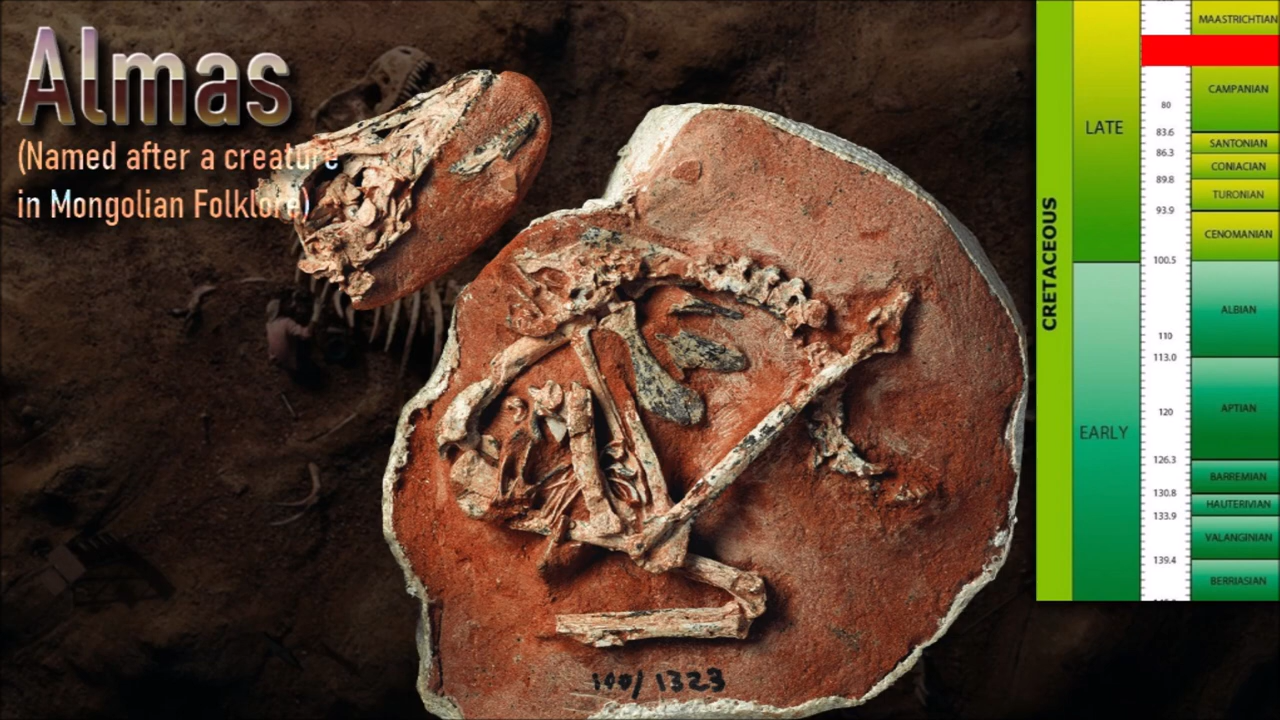 Almas
(Named after a creature
in Mongolian Folklore)
100/ 1323
CRETACEOUS
LATE
EARLY
MAASTRICHTIAN
CAMPANIAN
80
83.6
SANTONIAN
86.3
CONIACIAN
89.8
TURONIAN
93.9
CENOMANIAN
100.5
ALBIAN
110
113.0
APTIAN
120
126.3
BARREMIAN
130.8
HAUTERIVIAN
133.9
VALANGINIAN
139.4
BERRIASIAN